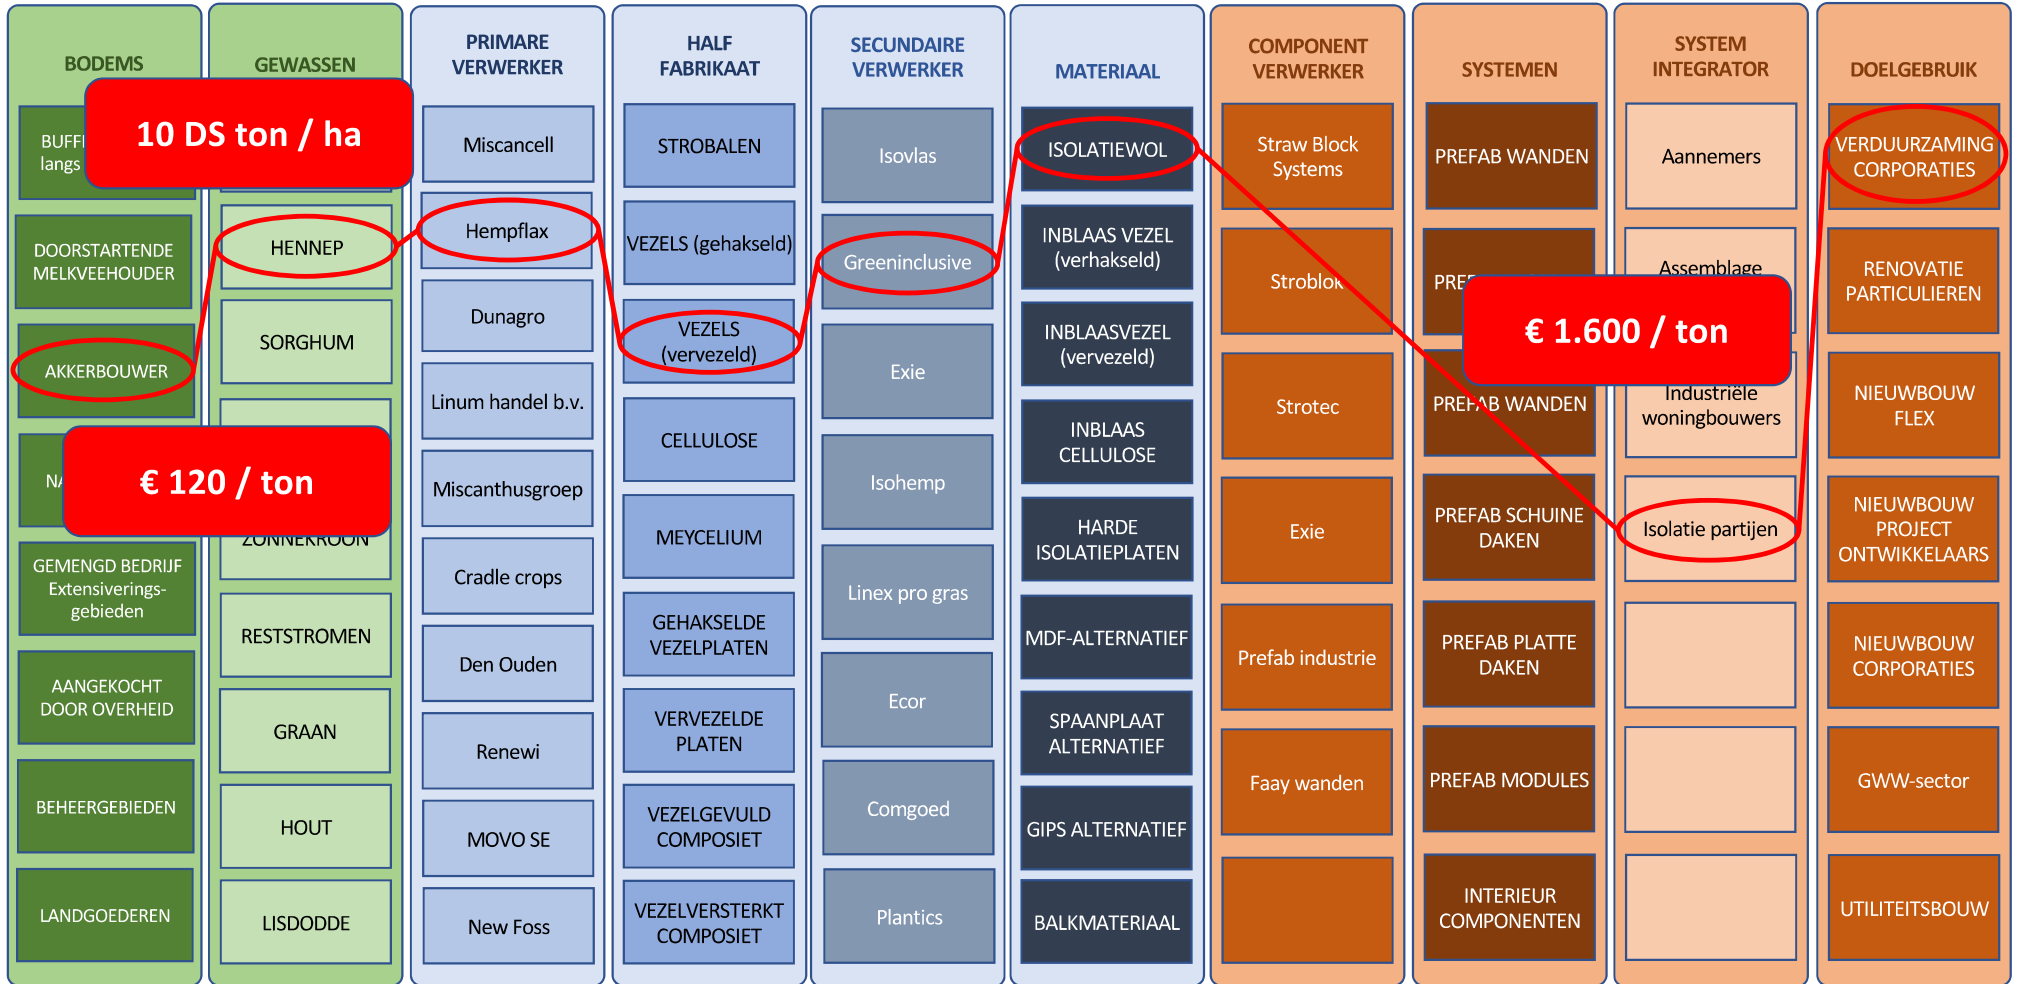 BODEMS
BUFF
langs
DOORSTARTENDE
MELKVEEHOUDER
AKKERBOUWER
NA
GEMENGD BEDRIJF
Extensiverings-
gebieden
AANGEKOCHT
DOOR OVERHEID
BEHEERGEBIEDEN
LANDGOEDEREN
10 DS ton / ha
€ 120 / ton
GEWASSEN
HENNEP
SORGHUM
ZONNEKROON
RESTSTROMEN
GRAAN
HOUT
LISDODDE
PRIMARE
VERWERKER
Miscancell
Hempflax
Dunagro
Linum handel b.v.
Miscanthusgroep
Cradle crops
Den Ouden
Renewi
MOVO SE
New Foss
HALF
FABRIKAAT
STROBALEN
VEZELS (gehakseld)
VEZELS
(vervezeld)
CELLULOSE
MEYCELIUM
GEHAKSELDE
VEZELPLATEN
VERVEZELDE
PLATEN
VEZELGEVULD
COMPOSIET
VEZELVERSTERKT
COMPOSIET
SECUNDAIRE
VERWERKER
Isovlas
Greeninclusive
Exie
Isohemp
Linex pro gras
Ecor
Comgoed
Plantics
MATERIAAL
ISOLATIEWOL
INBLAAS VEZEL
(verhakseld)
INBLAASVEZEL
(vervezeld)
INBLAAS
CELLULOSE
HARDE
ISOLATIEPLATEN
MDF-ALTERNATIEF
SPAANPLAAT
ALTERNATIEF
GIPS ALTERNATIEF
BALKMATERIAAL
COMPONENT
VERWERKER
Straw Block
Systems
Stroblok
Strotec
Exie
Prefab industrie
Faay wanden
SYSTEMEN
PREFAB WANDEN
PRE
PREFAB WANDEN
PREFAB SCHUINE
DAKEN
PREFAB PLATTE
DAKEN
PREFAB MODULES
INTERIEUR
COMPONENTEN
€ 1.600 / ton
SYSTEM
INTEGRATOR
Aannemers
Assemblage
Industriële
woningbouwers
Isolatie partijen
DOELGEBRUIK
VERDUURZAMING
CORPORATIES
RENOVATIE
PARTICULIEREN
NIEUWBOUW
FLEX
NIEUWBOUW
PROJECT
ONTWIKKELAARS
NIEUWBOUW
CORPORATIES
GWW-sector
UTILITEITSBOUW